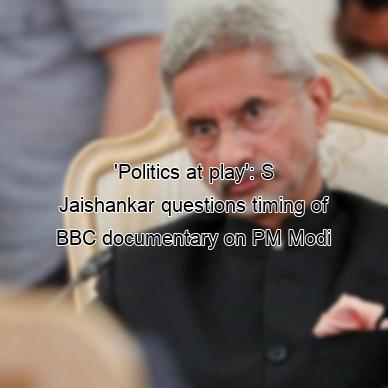 'Politics at play': S
Jaishankar questions timing of
BBC documentary on PM Modi